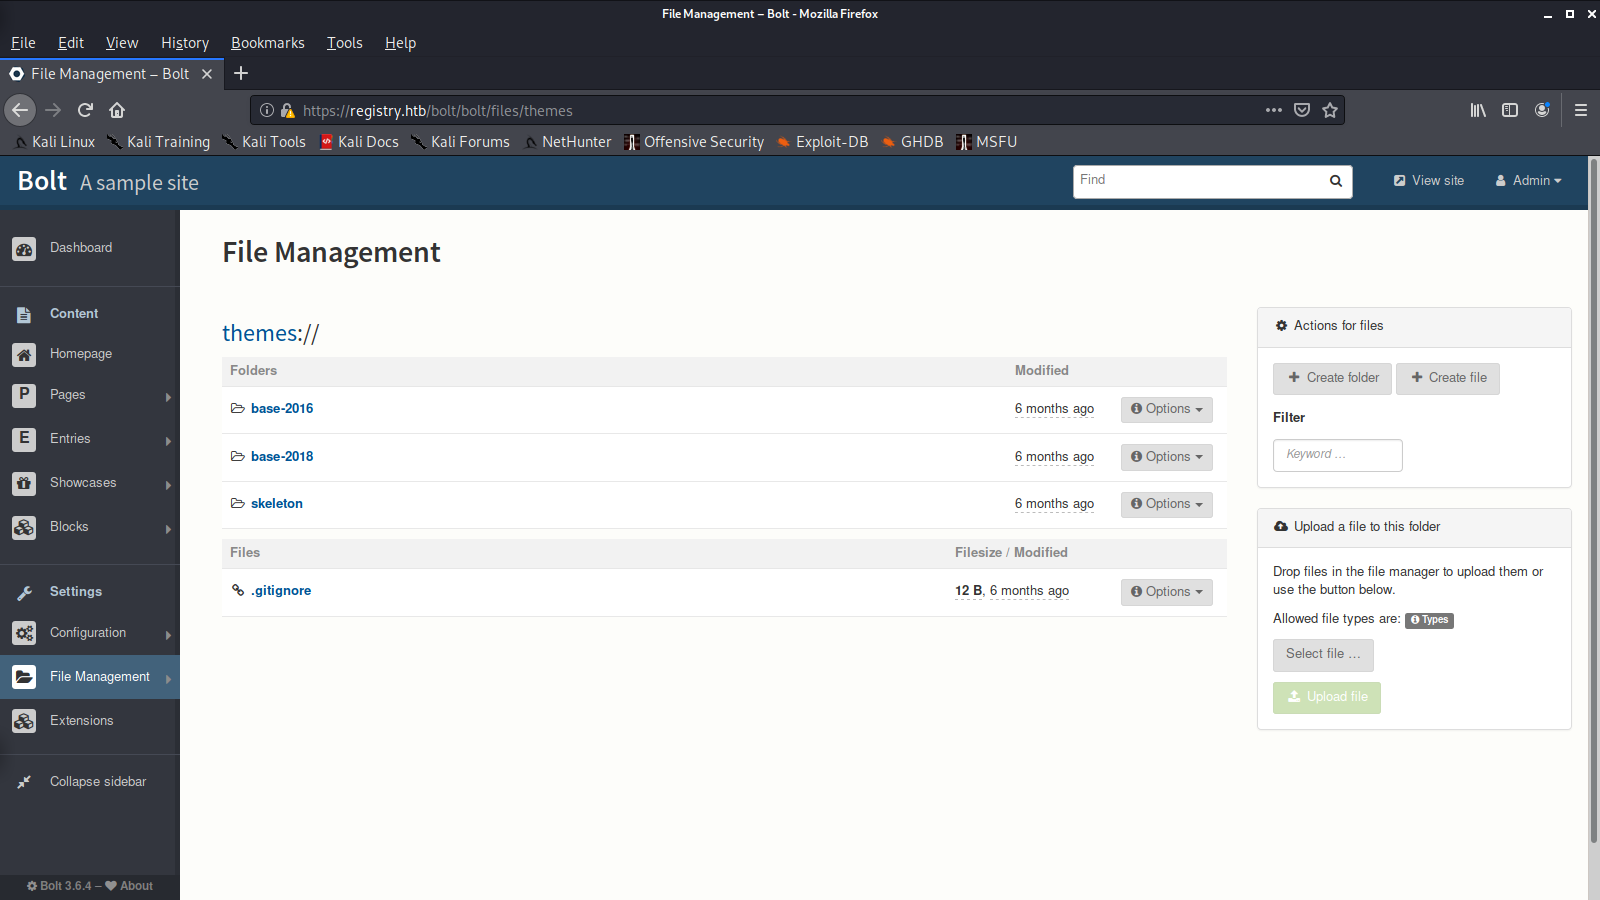 File Management – Bolt - Mozilla Firefox
File Edit View History Bookmarks Tools Help
File Management – Bolt
https://registry.htb/bolt/bolt/files/themes
Kali Linux Kali Training Kali Tools Kali Docs Kali Forums NetHunter Offensive Security Exploit-DB GHDB MSFU
Bolt A sample site
Find
View site
Admin
Dashboard
Content
Homepage
P Pages
E Entries
Showcases
Blocks
Settings
Configuration
File Management
Extensions
Collapse sidebar
Bolt 3.6.4 – About
File Management
themes://
Folders Modified
base-2016 6 months ago Options
base-2018 6 months ago Options
skeleton 6 months ago Options
Files Filesize / Modified
.gitignore 12 B, 6 months ago Options
Actions for files
Create folder Create file
Filter
Keyword ...
Upload a file to this folder
Drop files in the file manager to upload them or
use the button below.
Allowed file types are: Types
Select file ...
Upload file